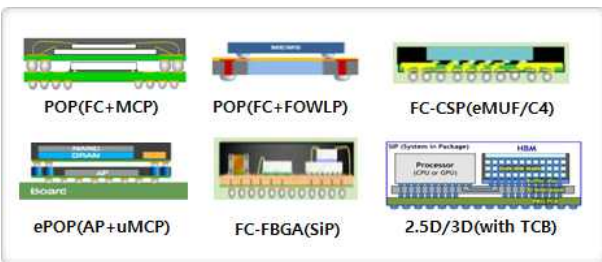 MEMS
POP(FC+MCP)
POP(FC+FOWLP)
FC-CSP(eMUF/C4)
NAND
DRAM
AP
Board
SIP (System in Package)
HBM
Processor
(CPU or GPU)
ePOP(AP+uMCP)
FC-FBGA(SiP)
2.5D/3D(with TCB)